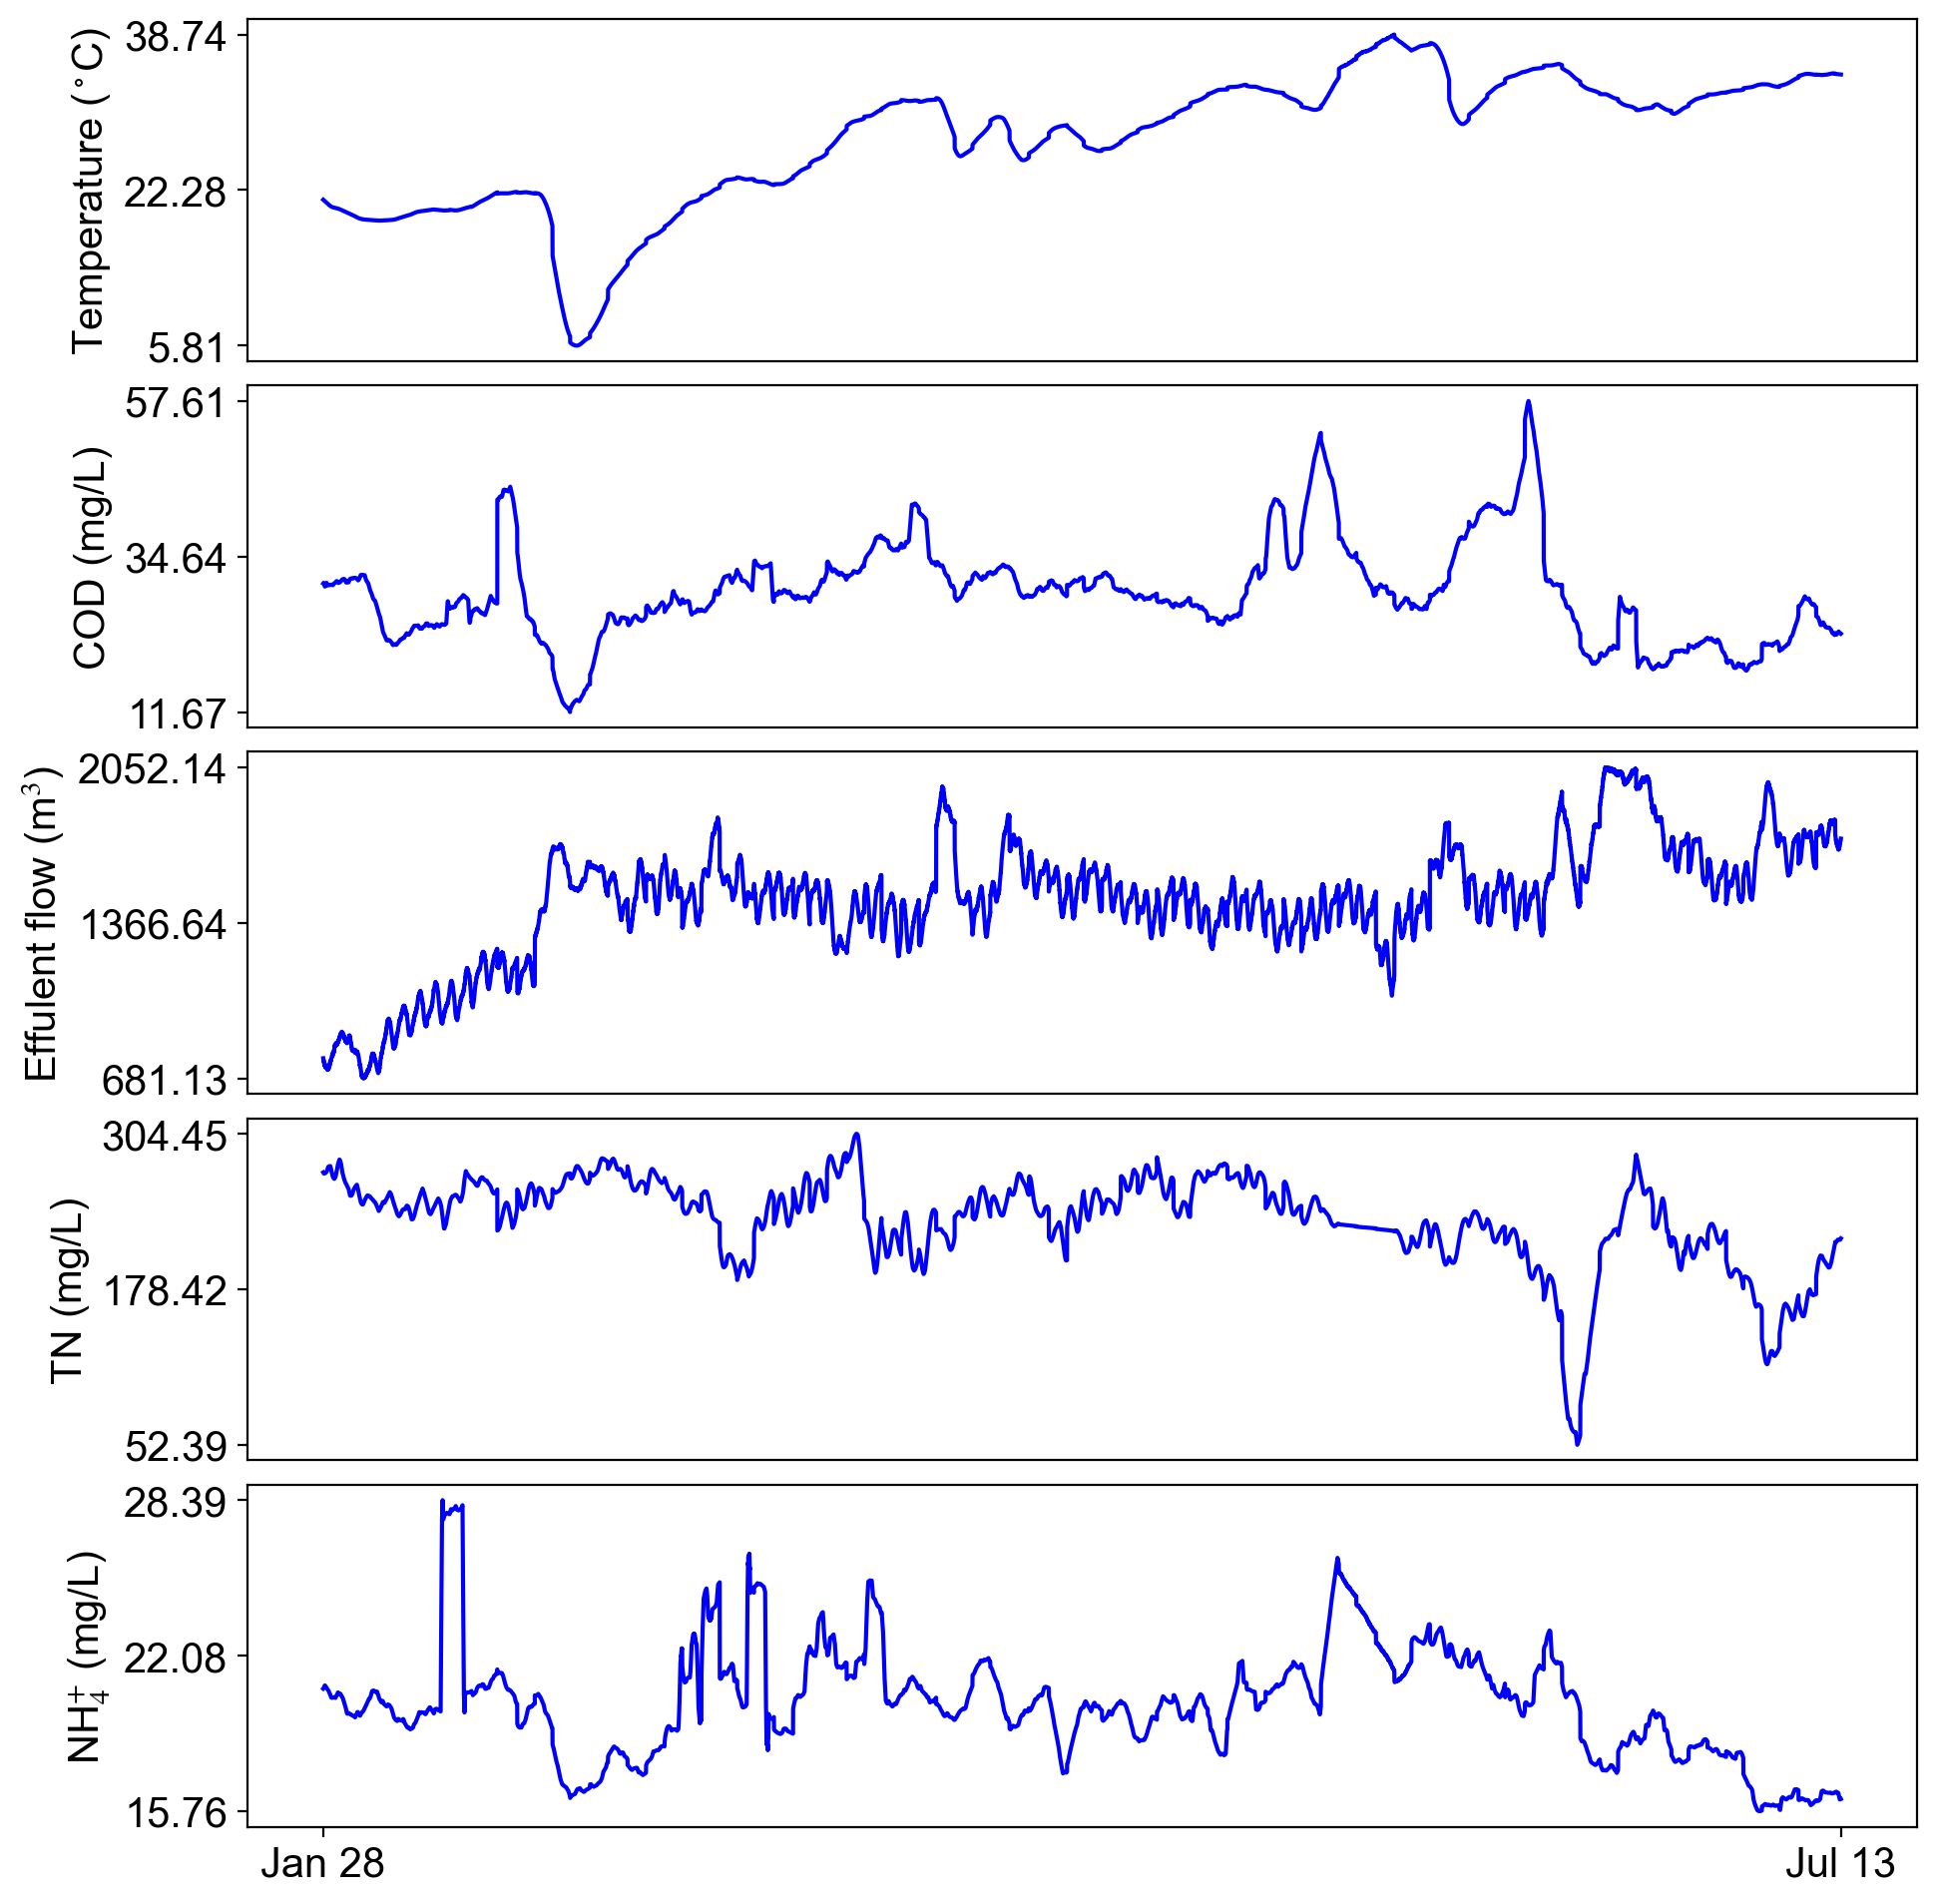 Temperature (°C)
38.74
22.28
5.81
COD (mg/L)
57.61
34.64
11.67
Effulent flow (m³)
2052.14
1366.64
681.13
TN (mg/L)
304.45
178.42
52.39
NH₄⁺ (mg/L)
28.39
22.08
15.76
Jan 28
Jul 13